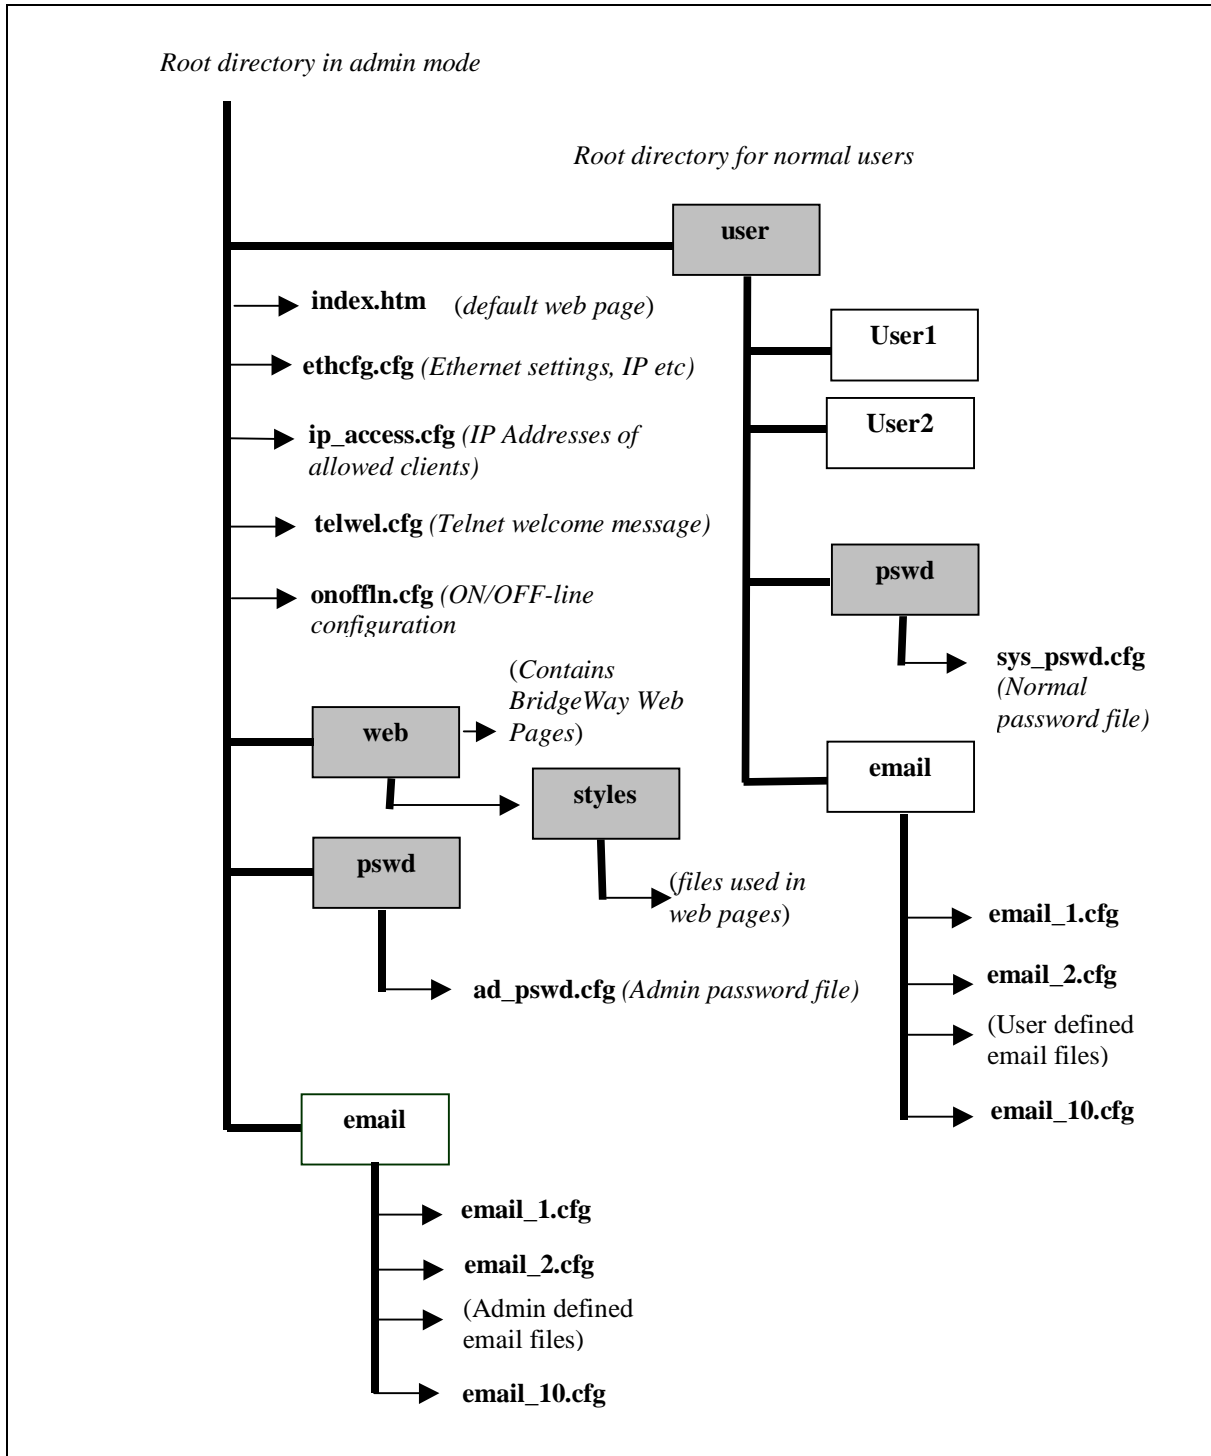 Root directory in admin mode
Root directory for normal users
user
index.htm (default web page)
User1
ethcfg.cfg (Ethernet settings, IP etc)
User2
ip_access.cfg (IP Addresses of
allowed clients)
telwel.cfg (Telnet welcome message)
pswd
onoffln.cfg (ON/OFF-line
configuration
sys_pswd.cfg
(Normal
password file)
(Contains
BridgeWay Web
Pages)
web
email
styles
pswd
(files used in
web pages)
email_1.cfg
email_2.cfg
ad_pswd.cfg (Admin password file)
(User defined
email files)
email_10.cfg
email
email_1.cfg
email_2.cfg
(Admin defined
email files)
email_10.cfg